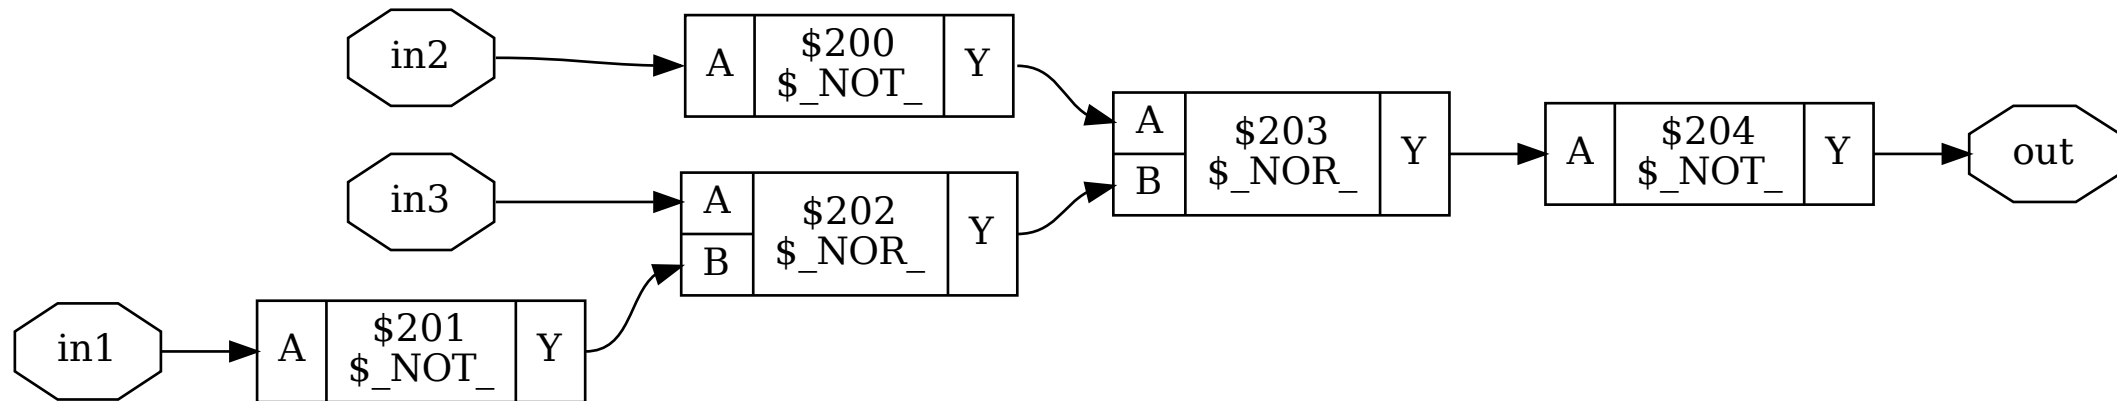 in2
A
$200
$_NOT_
Y
in3
A
B
$202
$_NOR_
Y
in1
A
$201
$_NOT_
Y
A
B
$203
$_NOR_
Y
A
$204
$_NOT_
Y
out